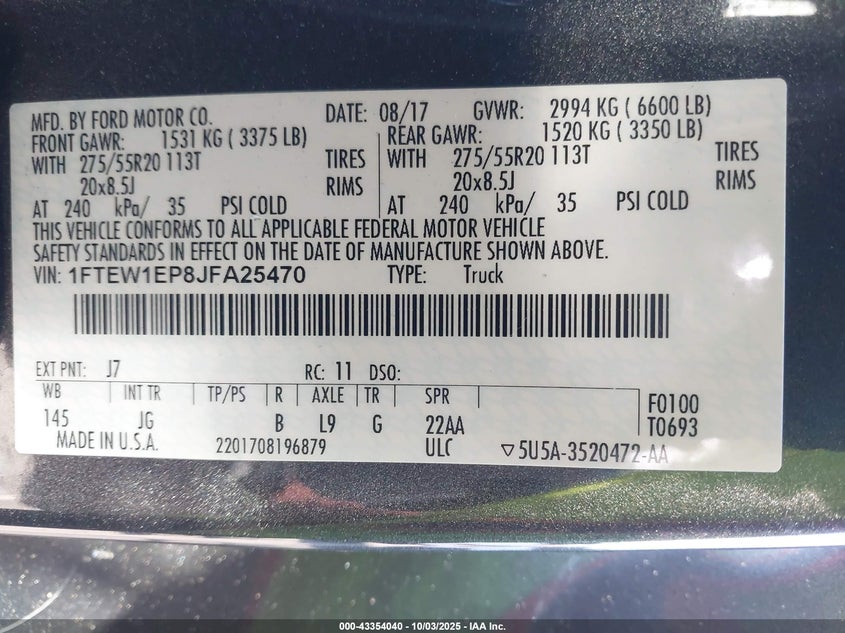 MFD. BY FORD MOTOR CO. DATE: 08/17 GVWR: 2994 KG ( 6600 LB)
FRONT GAWR: 1531 KG ( 3375 LB) REAR GAWR: 1520 KG ( 3350 LB)
WITH 275/55R20 113T TIRES WITH 275/55R20 113T TIRES
20x8.5J RIMS 20x8.5J RIMS
AT 240 kPa/ 35 PSI COLD AT 240 kPa/ 35 PSI COLD
THIS VEHICLE CONFORMS TO ALL APPLICABLE FEDERAL MOTOR VEHICLE
SAFETY STANDARDS IN EFFECT ON THE DATE OF MANUFACTURE SHOWN ABOVE.
VIN: 1FTEW1EP8JFA25470 TYPE: Truck
EXT PNT: J7 RC: 11 DSO:
WB INT TR TP/PS R AXLE TR SPR F0100
145 JG B L9 G 22AA T0693
MADE IN U.S.A. 2201708196879 ULC ▽5U5A-3520472-AA
000-43354040 - 10/03/2025 - IAA Inc.